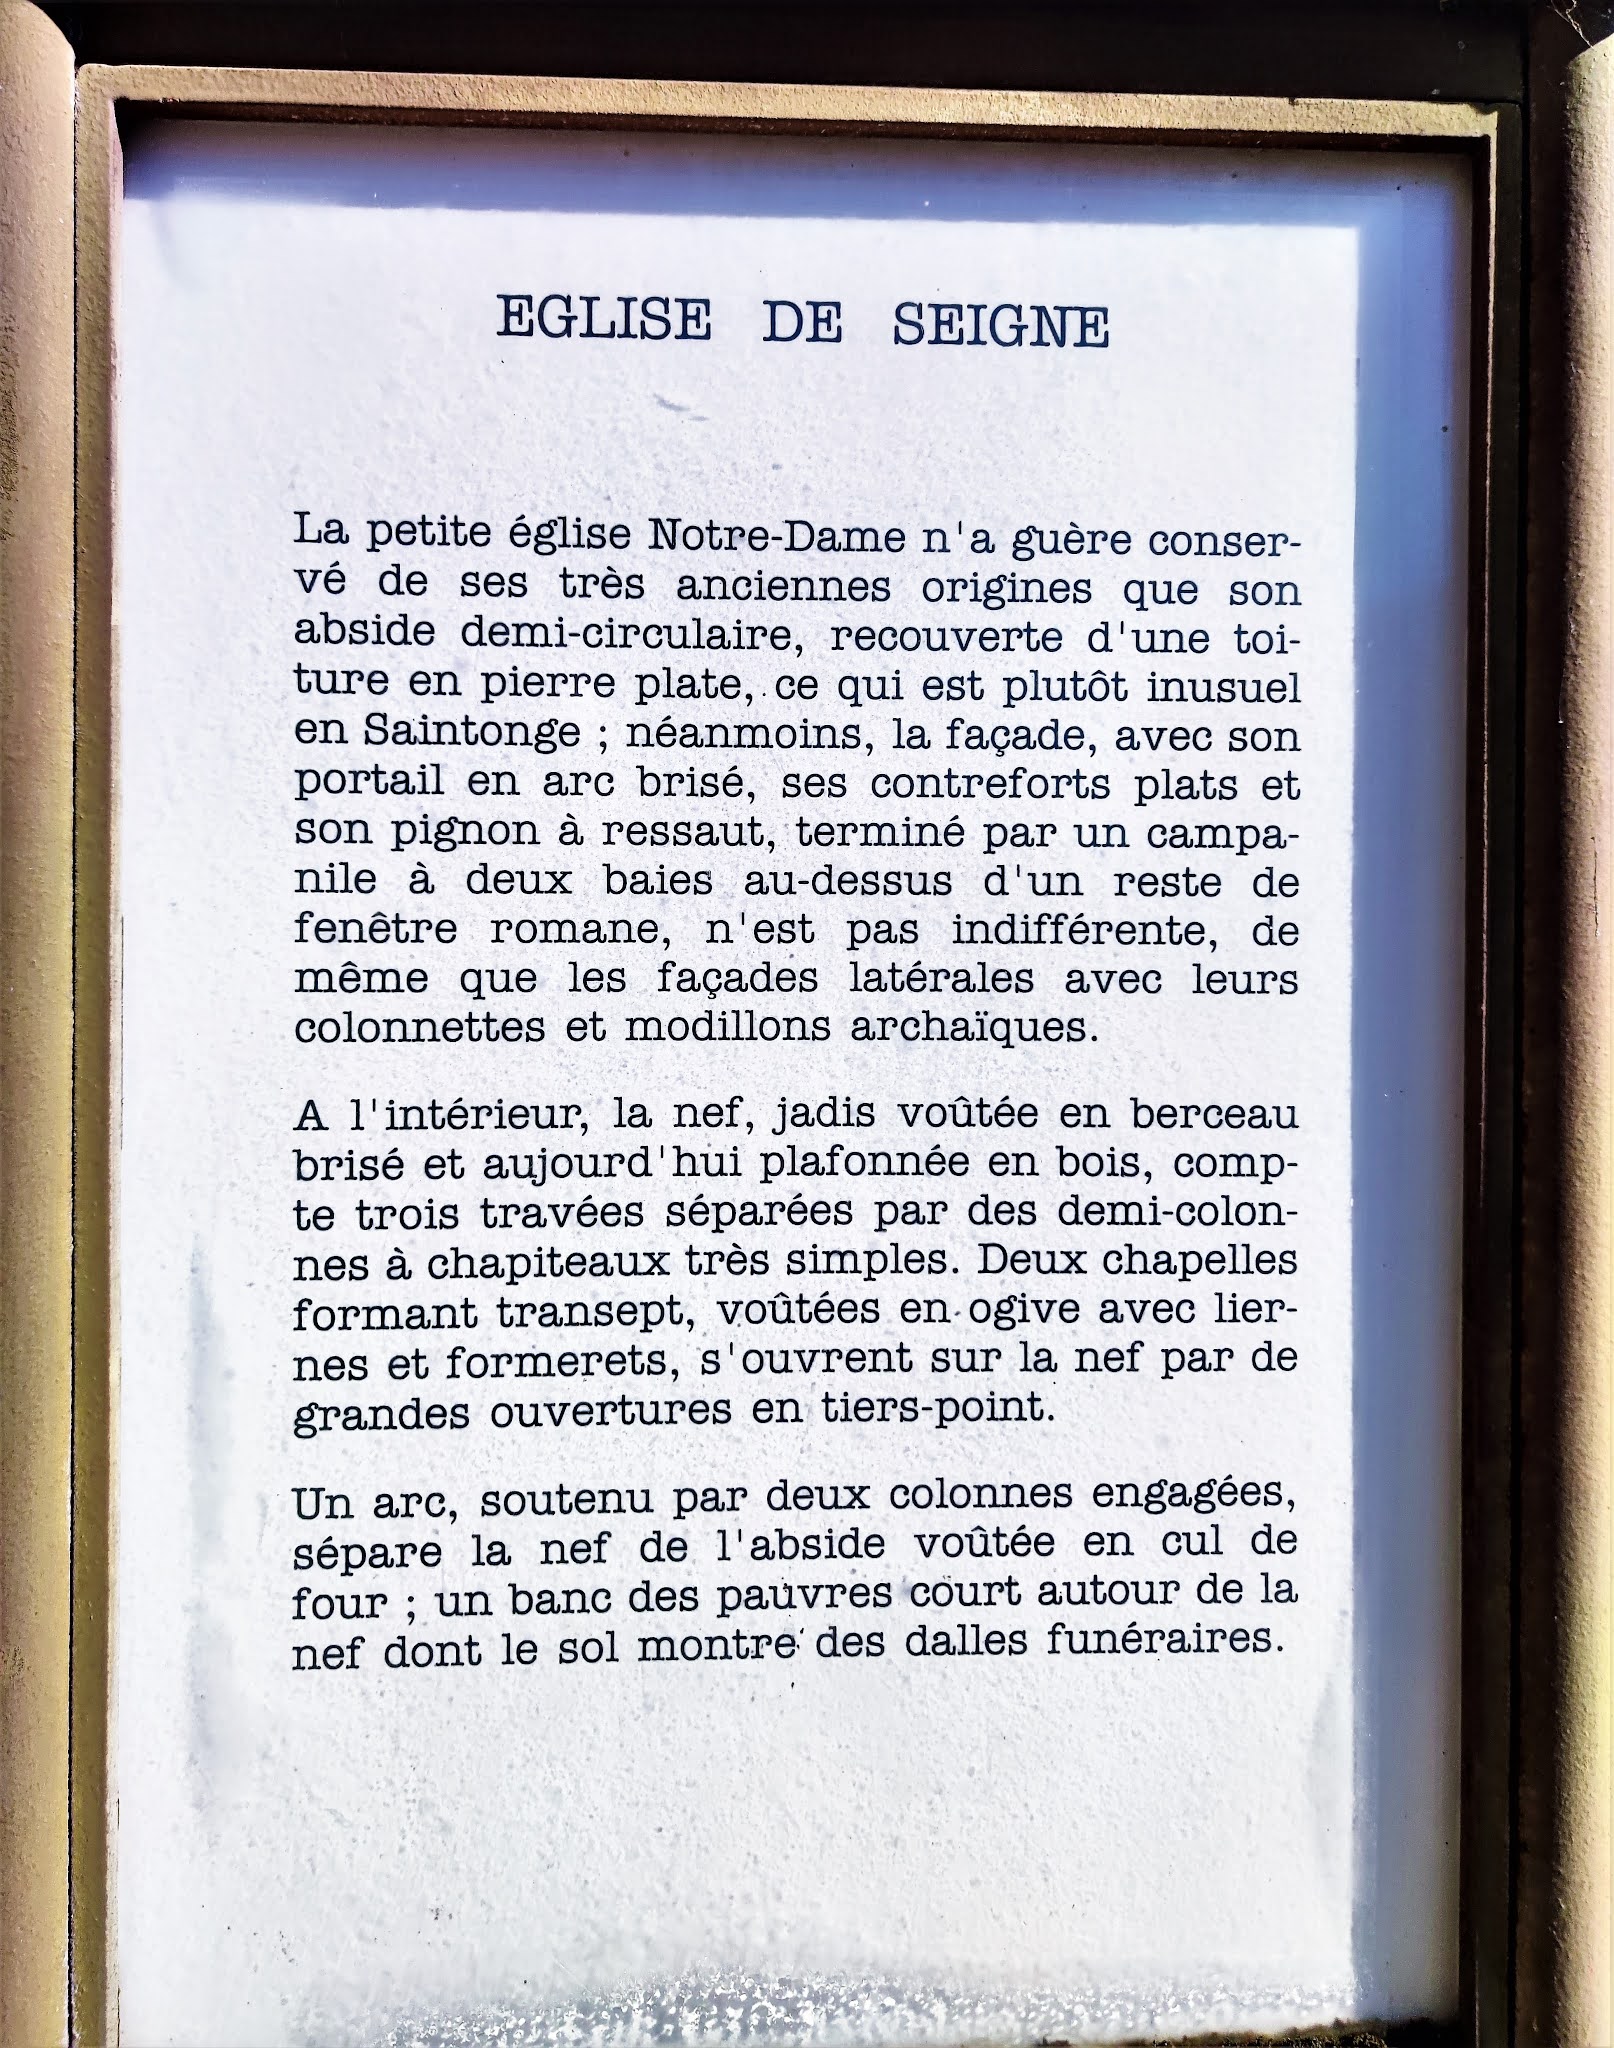 EGLISE DE SEIGNE
La petite église Notre-Dame n'a guère conser-
vé de ses très anciennes origines que son
abside demi-circulaire, recouverte d'une toi-
ture en pierre plate, ce qui est plutôt inusuel
en Saintonge ; néanmoins, la façade, avec son
portail en arc brisé, ses contreforts plats et
son pignon à ressaut, terminé par un campa-
nile à deux baies au-dessus d'un reste de
fenêtre romane, n'est pas indifférente, de
même que les façades latérales avec leurs
colonnettes et modillons archaïques.
A l'intérieur, la nef, jadis voûtée en berceau
brisé et aujourd'hui plafonnée en bois, comp-
te trois travées séparées par des demi-colon-
nes à chapiteaux très simples. Deux chapelles
formant transept, voûtées en ogive avec lier-
nes et formerets, s'ouvrent sur la nef par de
grandes ouvertures en tiers-point.
Un arc, soutenu par deux colonnes engagées,
sépare la nef de l'abside voûtée en cul de
four ; un banc des pauvres court autour de la
nef dont le sol montre des dalles funéraires.